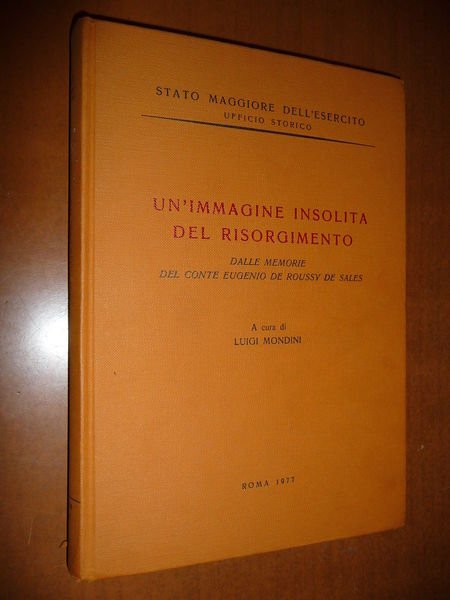 STATO MAGGIORE DELL'ESERCITO
UFFICIO STORICO
UN'IMMAGINE INSOLITA
DEL RISORGIMENTO
DALLE MEMORIE
DEL CONTE EUGENIO DE ROUSSY DE SALES
A cura di
LUIGI MONDINI
ROMA 1977